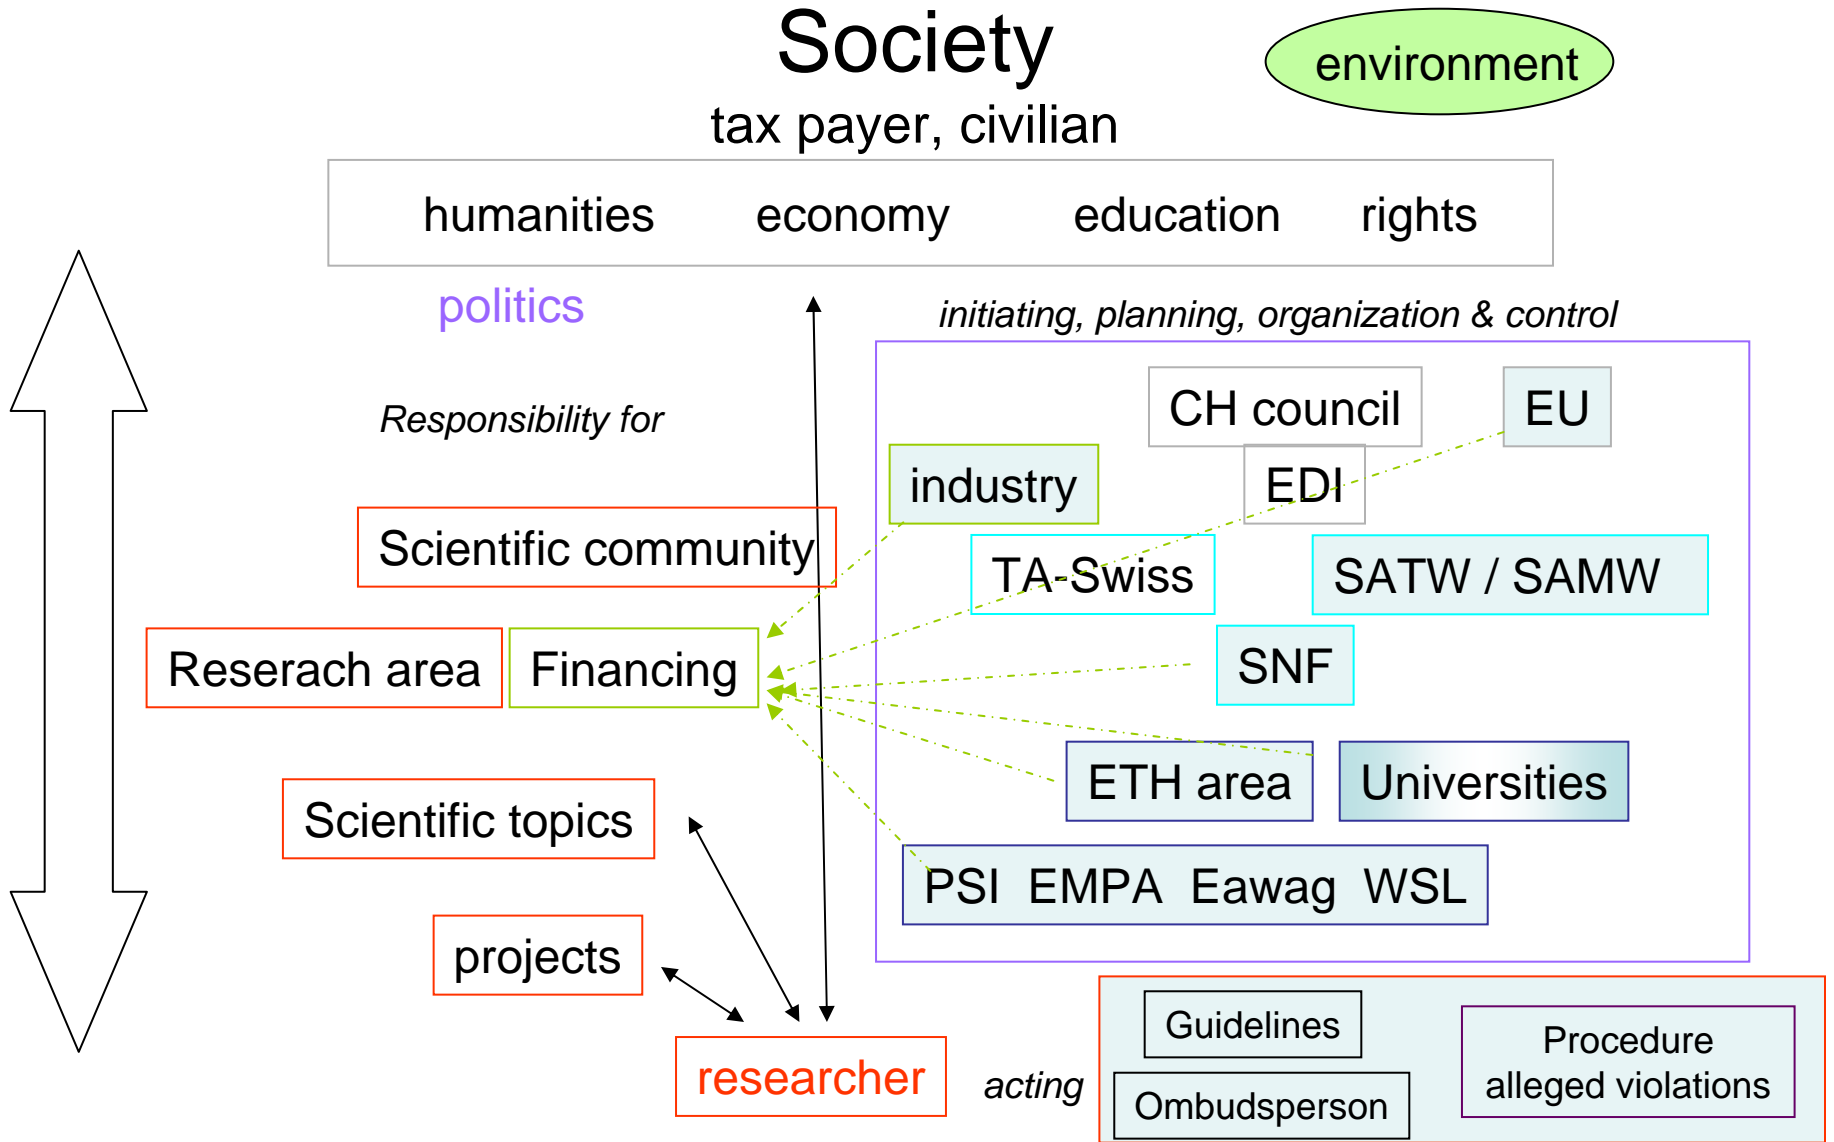 Society
environment
tax payer, civilian
humanities economy education rights
politics
initiating, planning, organization & control
Responsibility for
CH council
EU
industry
EDI
Scientific community
TA-Swiss
SATW / SAMW
Reserach area
Financing
SNF
ETH area
Universities
Scientific topics
PSI EMPA Eawag WSL
projects
researcher
acting
Guidelines
Ombudsperson
Procedure
alleged violations